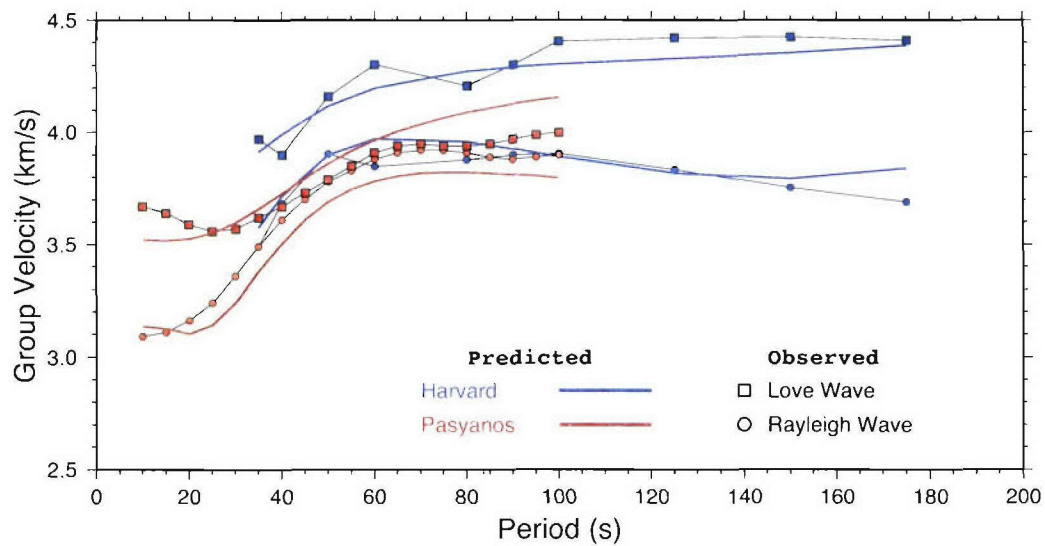 4.5
4.0
3.5
3.0
2.5
Group Velocity (km/s)
Predicted Observed
Harvard Love Wave
Pasyanos Rayleigh Wave
0 20 40 60 80 100 120 140 160 180 200
Period (s)